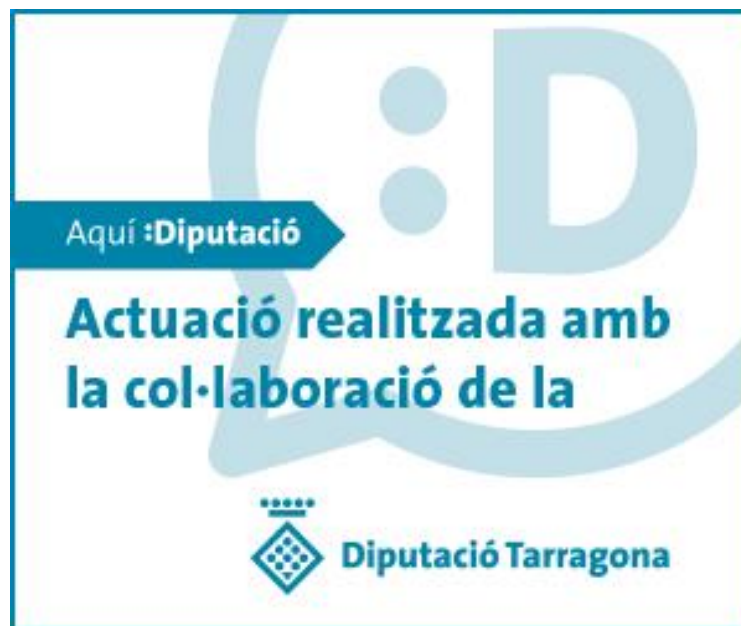 :D
Aquí :Diputació
Actuació realitzada amb
la col·laboració de la
Diputació Tarragona